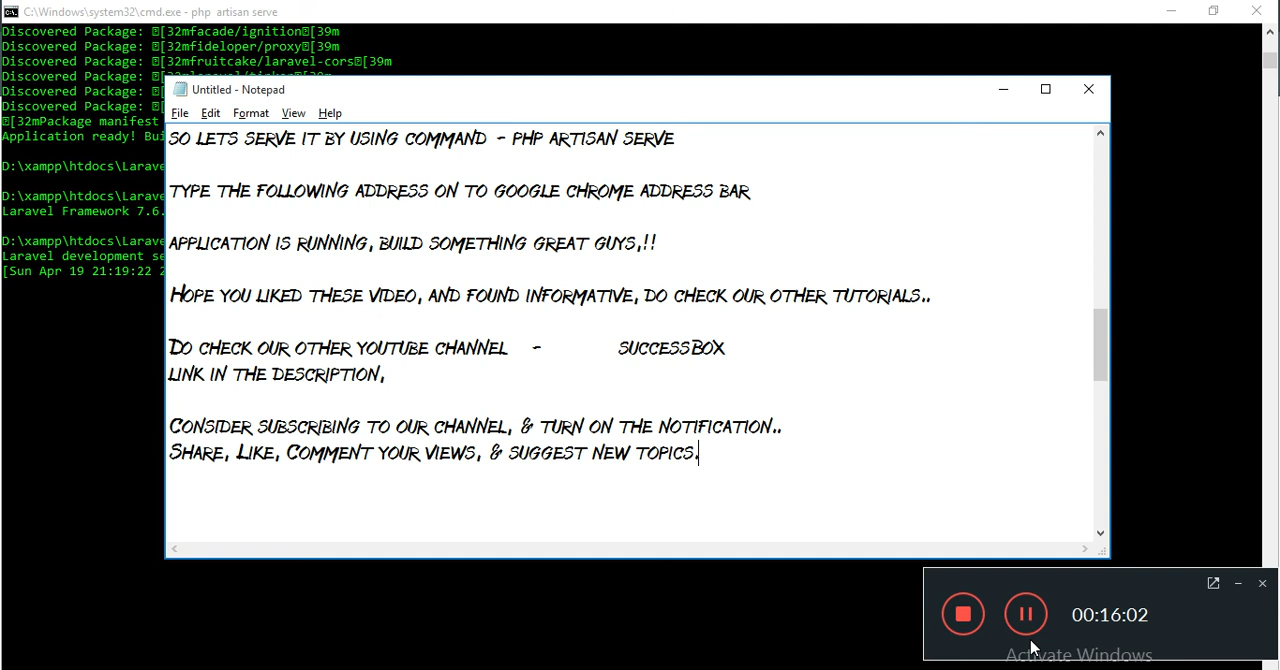 C:\Windows\system32\cmd.exe - php artisan serve
Discovered Package: [32mfacade/ignition[39m
Discovered Package: [32mfideloper/proxy[39m
Discovered Package: [32mfruitcake/laravel-cors[39m
Discovered Package: [32mlaravel/tinker[39m
Discovered Package: [
Discovered Package: [
[32mPackage manifest
Application ready! Bui
D:\xampp\htdocs\Larave
D:\xampp\htdocs\Larave
Laravel Framework 7.6.
D:\xampp\htdocs\Larave
Laravel development se
[Sun Apr 19 21:19:22 2
Untitled - Notepad
File Edit Format View Help
SO LETS SERVE IT BY USING COMMAND - PHP ARTISAN SERVE
TYPE THE FOLLOWING ADDRESS ON TO GOOGLE CHROME ADDRESS BAR
APPLICATION IS RUNNING, BUILD SOMETHING GREAT GUYS,!!
HOPE YOU LIKED THESE VIDEO, AND FOUND INFORMATIVE, DO CHECK OUR OTHER TUTORIALS..
DO CHECK OUR OTHER YOUTUBE CHANNEL - SUCCESSBOX
LINK IN THE DESCRIPTION,
CONSIDER SUBSCRIBING TO OUR CHANNEL, & TURN ON THE NOTIFICATION..
SHARE, LIKE, COMMENT YOUR VIEWS, & SUGGEST NEW TOPICS.
00:16:02
Activate Windows